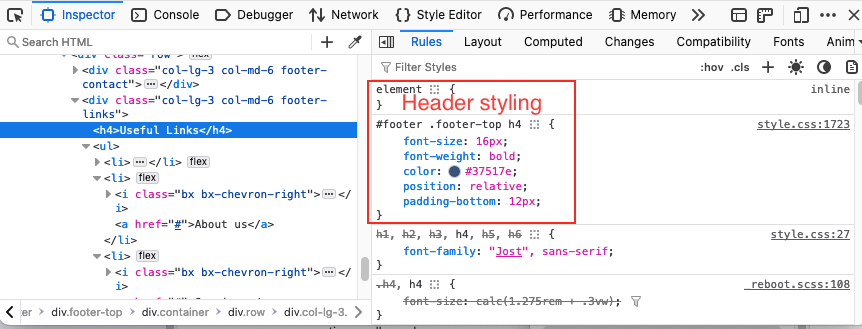 Inspector Console Debugger Network Style Editor Performance Memory
Search HTML
Rules Layout Computed Changes Compatibility Fonts Anim
Filter Styles :hov .cls
<div class="row"> flex
<div class="col-lg-3 col-md-6 footer-
contact"> </div>
<div class="col-lg-3 col-md-6 footer-
links">
<h4>Useful Links</h4>
<ul>
<li> </li> flex
<li> flex
<i class="bx bx-chevron-right"> </
i>
<a href="#">About us</a>
</li>
<li> flex
<i class="bx bx-chevron-right"> </
i>
er div.footer-top div.container div.row div.col-lg-3.
element { inline
Header styling
}
#footer .footer-top h4 { style.css:1723
font-size: 16px;
font-weight: bold;
color: #37517e;
position: relative;
padding-bottom: 12px;
}
h1, h2, h3, h4, h5, h6 { style.css:27
font-family: "Jost", sans-serif;
}
.h4, h4 { _reboot.scss:108
font-size: calc(1.275rem + .3vw);
}